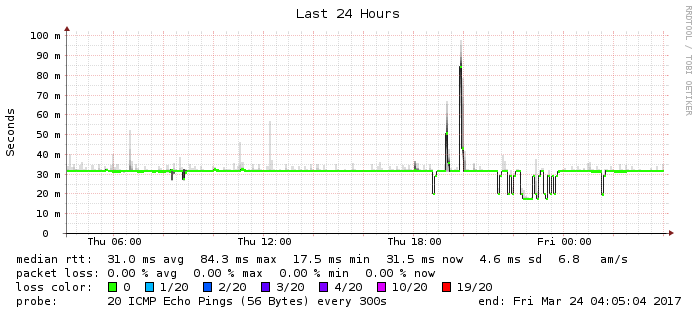 Last 24 Hours
RRDTOOL / TOBI OETIKER
Seconds
100 m
90 m
80 m
70 m
60 m
50 m
40 m
30 m
20 m
10 m
0
Thu 06:00 Thu 12:00 Thu 18:00 Fri 00:00
median rtt: 31.0 ms avg 84.3 ms max 17.5 ms min 31.5 ms now 4.6 ms sd 6.8 am/s
packet loss: 0.00 % avg 0.00 % max 0.00 % min 0.00 % now
loss color: 0 1/20 2/20 3/20 4/20 10/20 19/20
probe: 20 ICMP Echo Pings (56 Bytes) every 300s end: Fri Mar 24 04:05:04 2017